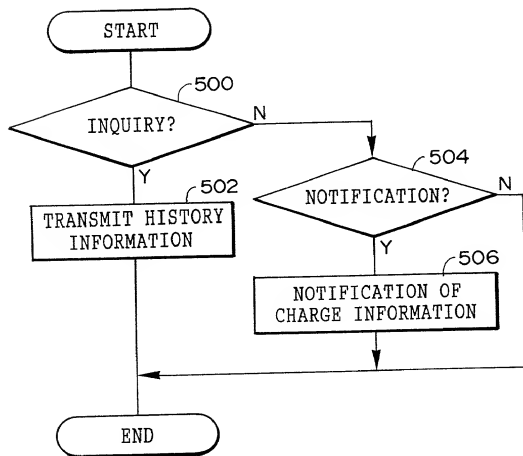 START
500
INQUIRY?
N
Y
504
NOTIFICATION?
N
Y
502
TRANSMIT HISTORY
INFORMATION
506
NOTIFICATION OF
CHARGE INFORMATION
END